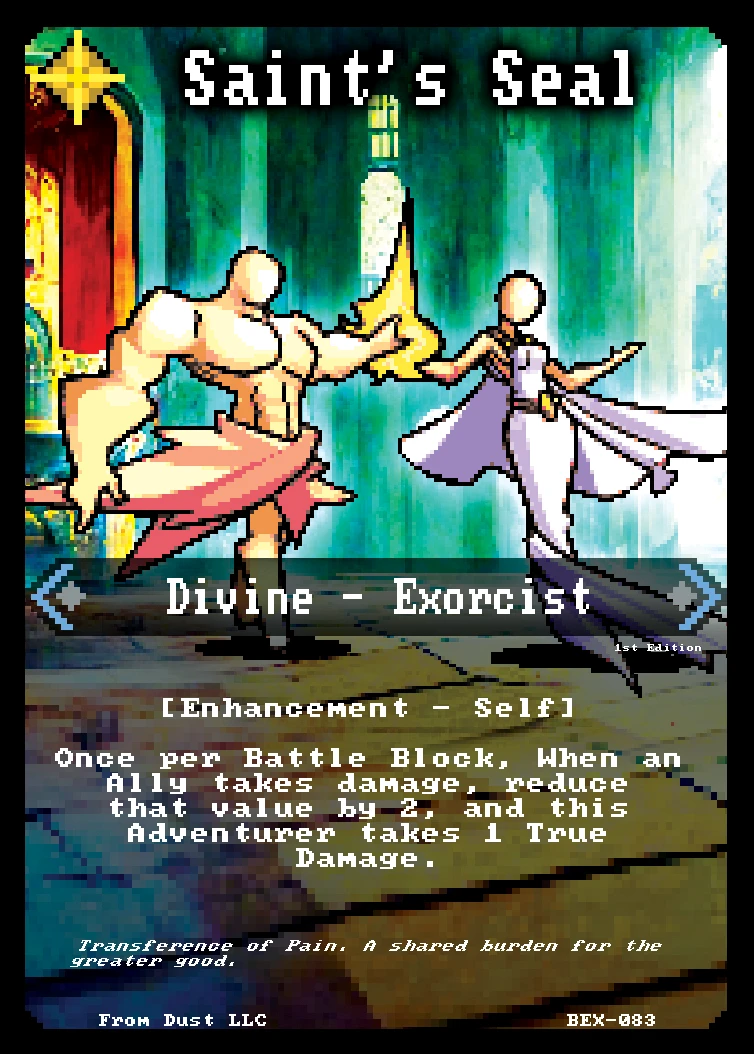 Saint's Seal
Divine - Exorcist
1st Edition
[Enhancement - Self]
Once per Battle Block, When an
Ally takes damage, reduce
that value by 2, and this
Adventurer takes 1 True
Damage.
Transference of Pain. A shared burden for the
greater good.
From Dust LLC
BEX-083